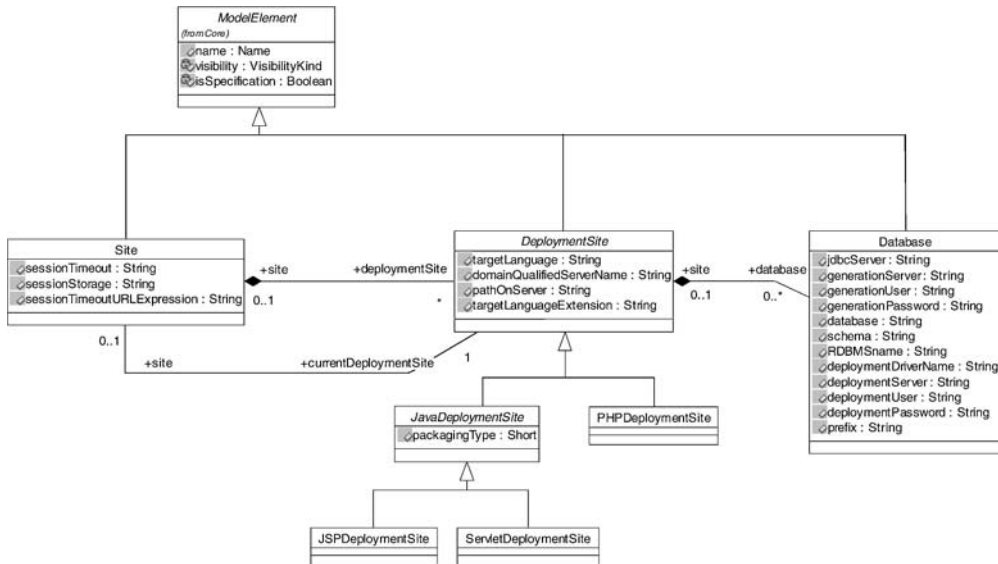 ModelElement
(from Core)
name : Name
visibility : VisibilityKind
isSpecification : Boolean
Site
sessionTimeout : String
sessionStorage : String
sessionTimeoutURLExpression : String
+site
0..1
+deploymentSite
*
DeploymentSite
targetLanguage : String
domainQualifiedServerName : String
pathOnServer : String
targetLanguageExtension : String
+site
0..1
+database
0..*
Database
jdbcServer : String
generationServer : String
generationUser : String
generationPassword : String
database : String
schema : String
RDBMSname : String
deploymentDriverName : String
deploymentServer : String
deploymentUser : String
deploymentPassword : String
prefix : String
0..1
+site
+currentDeploymentSite
1
JavaDeploymentSite
packagingType : Short
PHPDeploymentSite
JSPDeploymentSite
ServletDeploymentSite